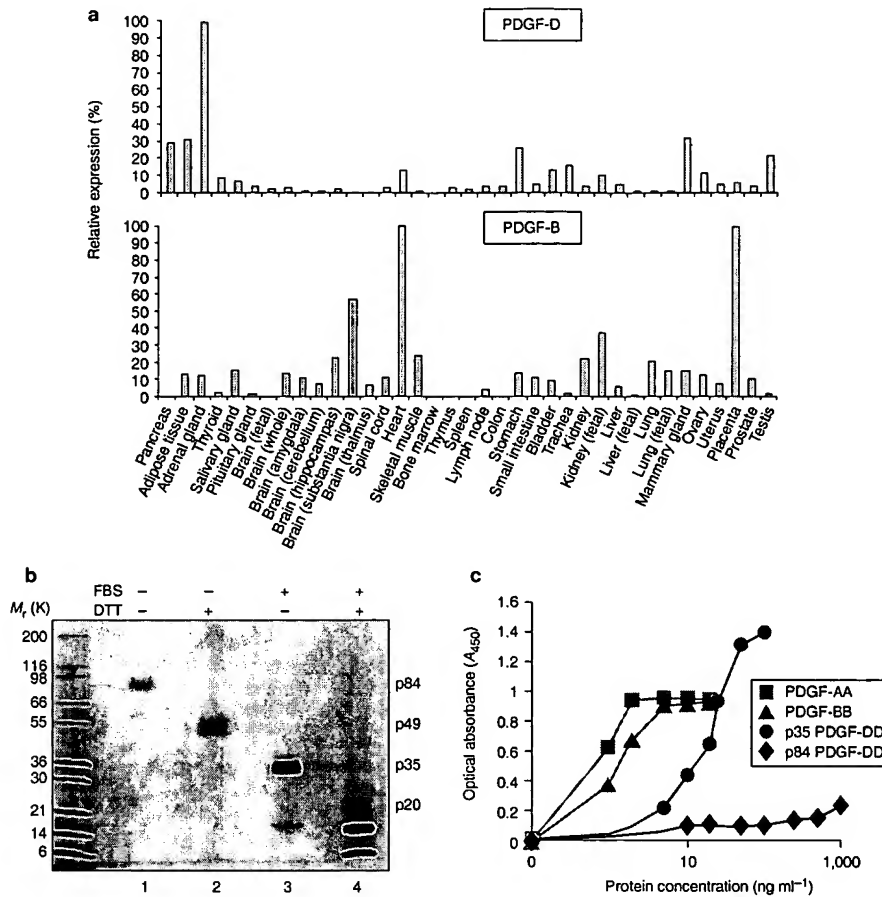 a
PDGF-D
100
90
80
70
60
50
40
30
20
10
0
Relative expression (%)
PDGF-B
100
90
80
70
60
50
40
30
20
10
0
Pancreas
Adipose tissue
Adrenal gland
Thyroid
Salivary gland
Pituitary gland
Brain (fetal)
Brain (whole)
Brain (amygdala)
Brain (cerebellum)
Brain (hippocampas)
Brain (substantia nigra)
Brain (thalmus)
Spinal cord
Heart
Skeletal muscle
Bone marrow
Thymus
Spleen
Lymph node
Colon
Stomach
Small intestine
Bladder
Trachea
Kidney
Kidney (fetal)
Liver
Liver (fetal)
Lung
Lung (fetal)
Mammary gland
Ovary
Uterus
Placenta
Prostate
Testis
b
FBS – – + +
Mr (K) DTT – + – +
200
116
98
66
55
36
30
21
14
6
p84
p49
p35
p20
1 2 3 4
c
1.6
1.4
1.2
1
0.8
0.6
0.4
0.2
0
Optical absorbance (A450)
PDGF-AA
PDGF-BB
p35 PDGF-DD
p84 PDGF-DD
0 10 1,000
Protein concentration (ng ml–1)